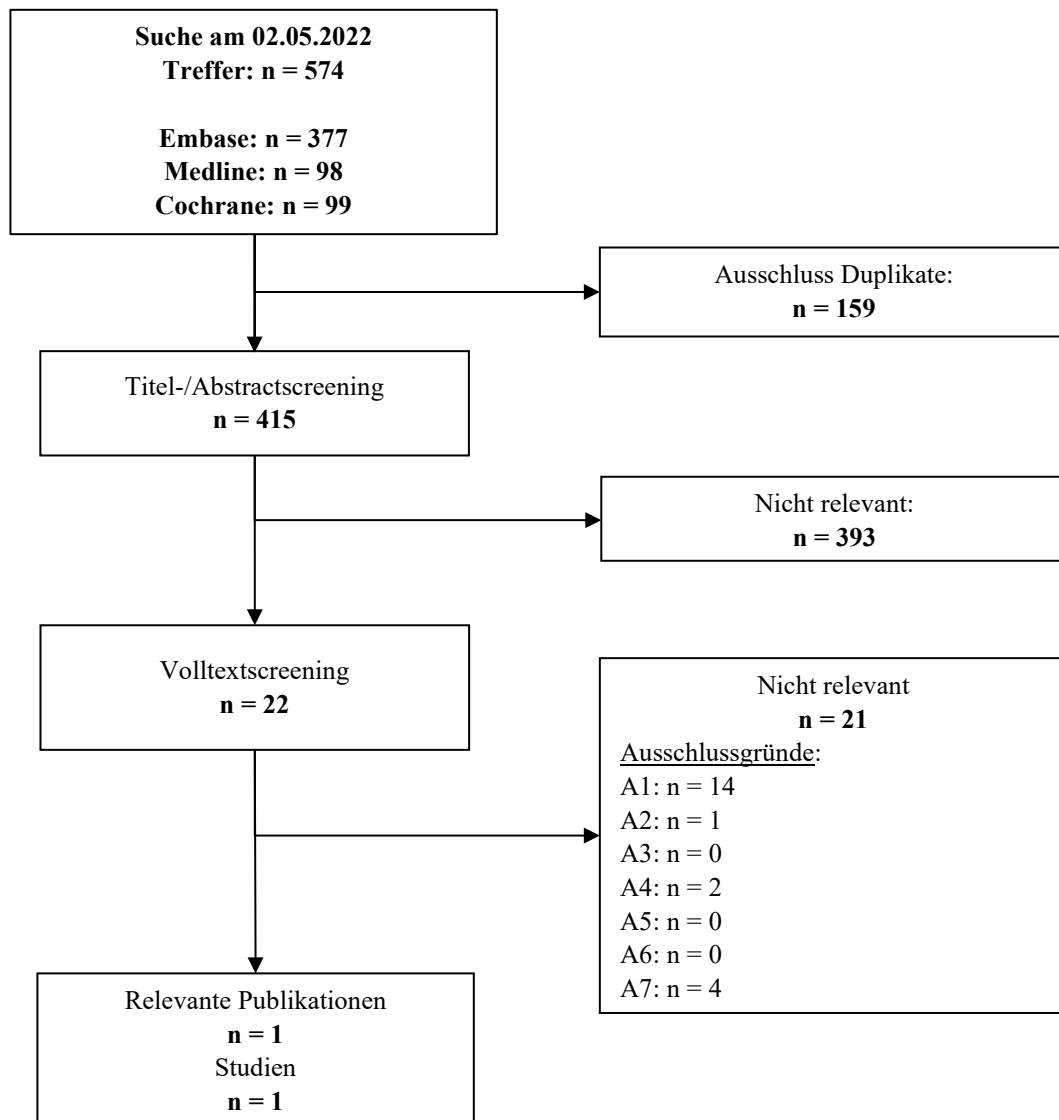 Suche am 02.05.2022
Treffer: n = 574
Embase: n = 377
Medline: n = 98
Cochrane: n = 99
Ausschluss Duplikate:
n = 159
Titel-/Abstractscreening
n = 415
Nicht relevant:
n = 393
Volltextscreening
n = 22
Nicht relevant
n = 21
Ausschlussgründe:
A1: n = 14
A2: n = 1
A3: n = 0
A4: n = 2
A5: n = 0
A6: n = 0
A7: n = 4
Relevante Publikationen
n = 1
Studien
n = 1